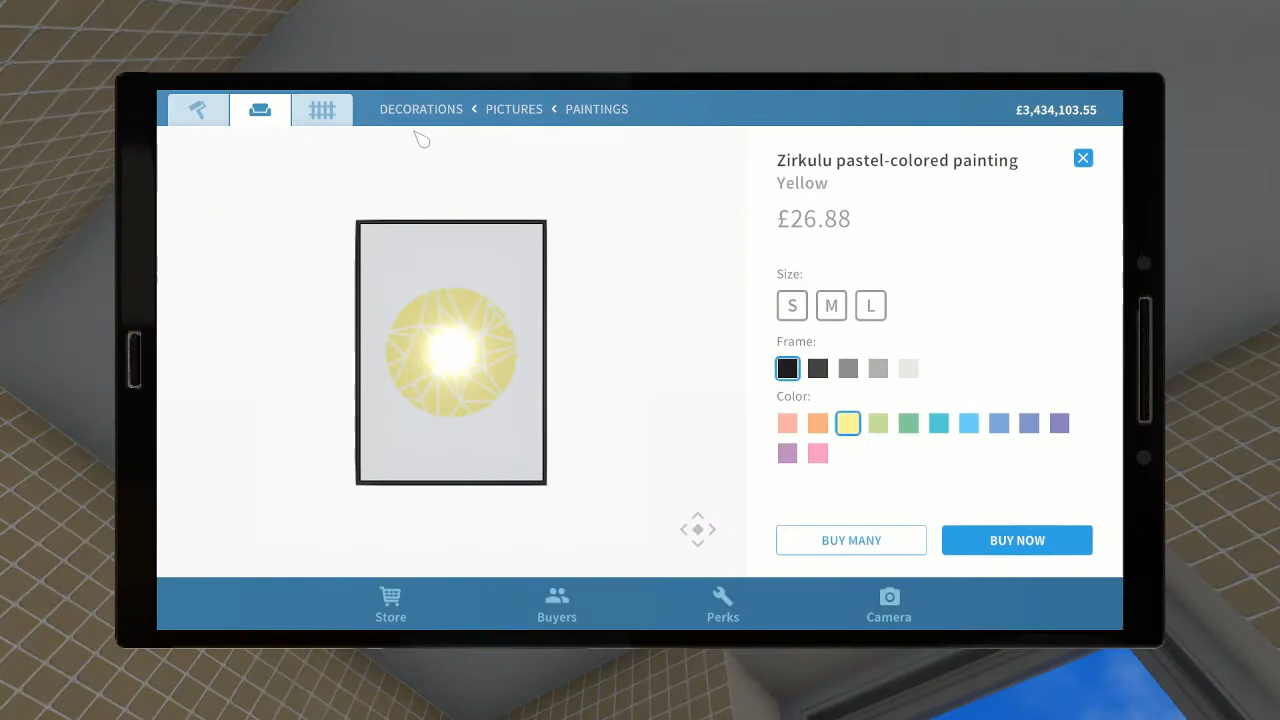 DECORATIONS < PICTURES < PAINTINGS
£3,434,103.55
Zirkulu pastel-colored painting
Yellow
£26.88
Size:
S M L
Frame:
Color:
BUY MANY
BUY NOW
Store
Buyers
Perks
Camera